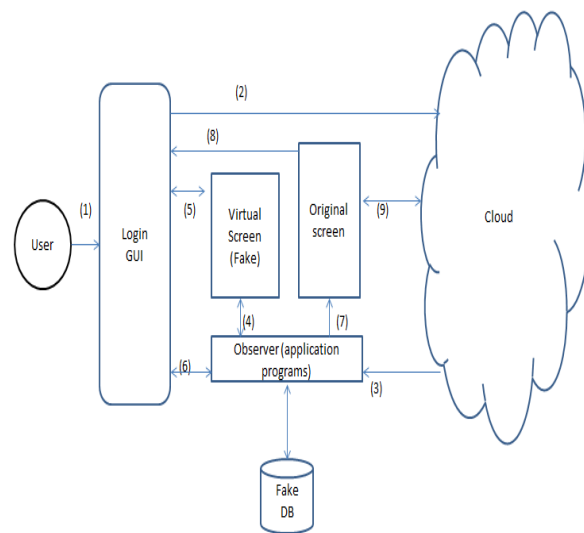 (2)
(8)
(1)
User
Login
GUI
(5)
Virtual
Screen
(Fake)
Original
screen
(9)
Cloud
(4)
(7)
Observer (application
programs)
(6)
(3)
Fake
DB